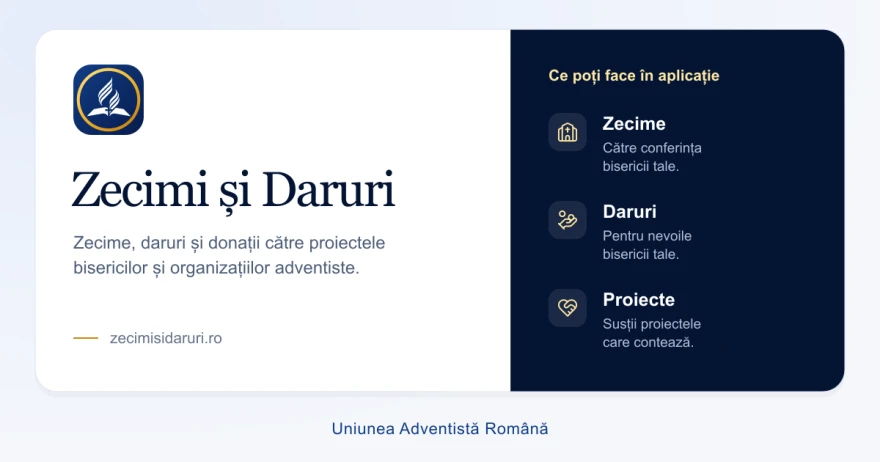 Zecimi și Daruri
Zecime, daruri și donații către proiectele
bisericilor și organizațiilor adventiste.
zecimisidaruri.ro
Ce poți face în aplicație
Zecime
Către conferința
bisericii tale.
Daruri
Pentru nevoile
bisericii tale.
Proiecte
Susții proiectele
care contează.
Uniunea Adventistă Română